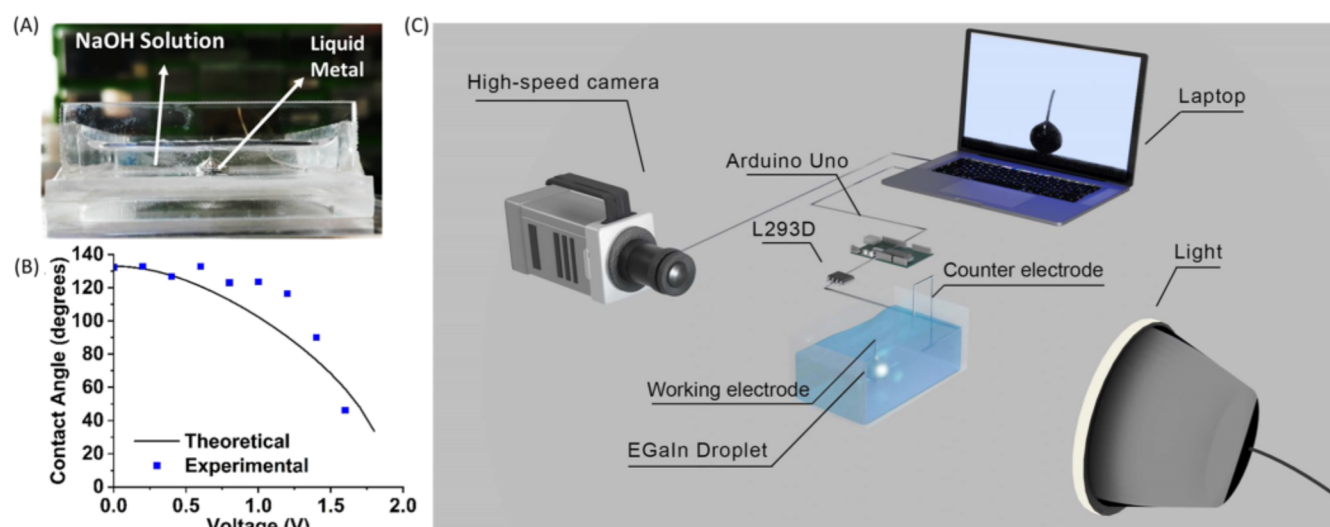 (A)
NaOH Solution
Liquid
Metal
(B)
Contact Angle (degrees)
140
120
100
80
60
40
20
0
0.0 0.5 1.0 1.5 2.0
Voltage (V)
Theoretical
Experimental
(C)
High-speed camera
Laptop
Arduino Uno
L293D
Counter electrode
Light
Working electrode
EGaIn Droplet